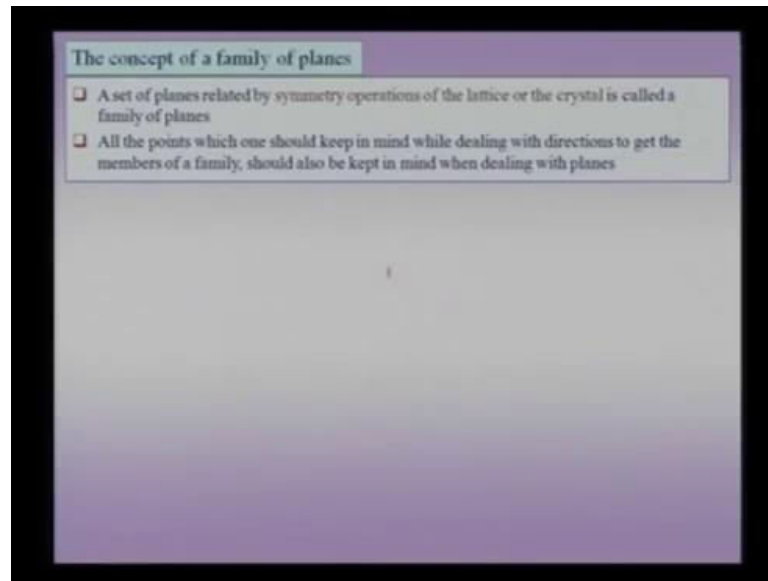 The concept of a family of planes
A set of planes related by symmetry operations of the lattice or the crystal is called a
family of planes
All the points which one should keep in mind while dealing with directions to get the
members of a family, should also be kept in mind when dealing with planes